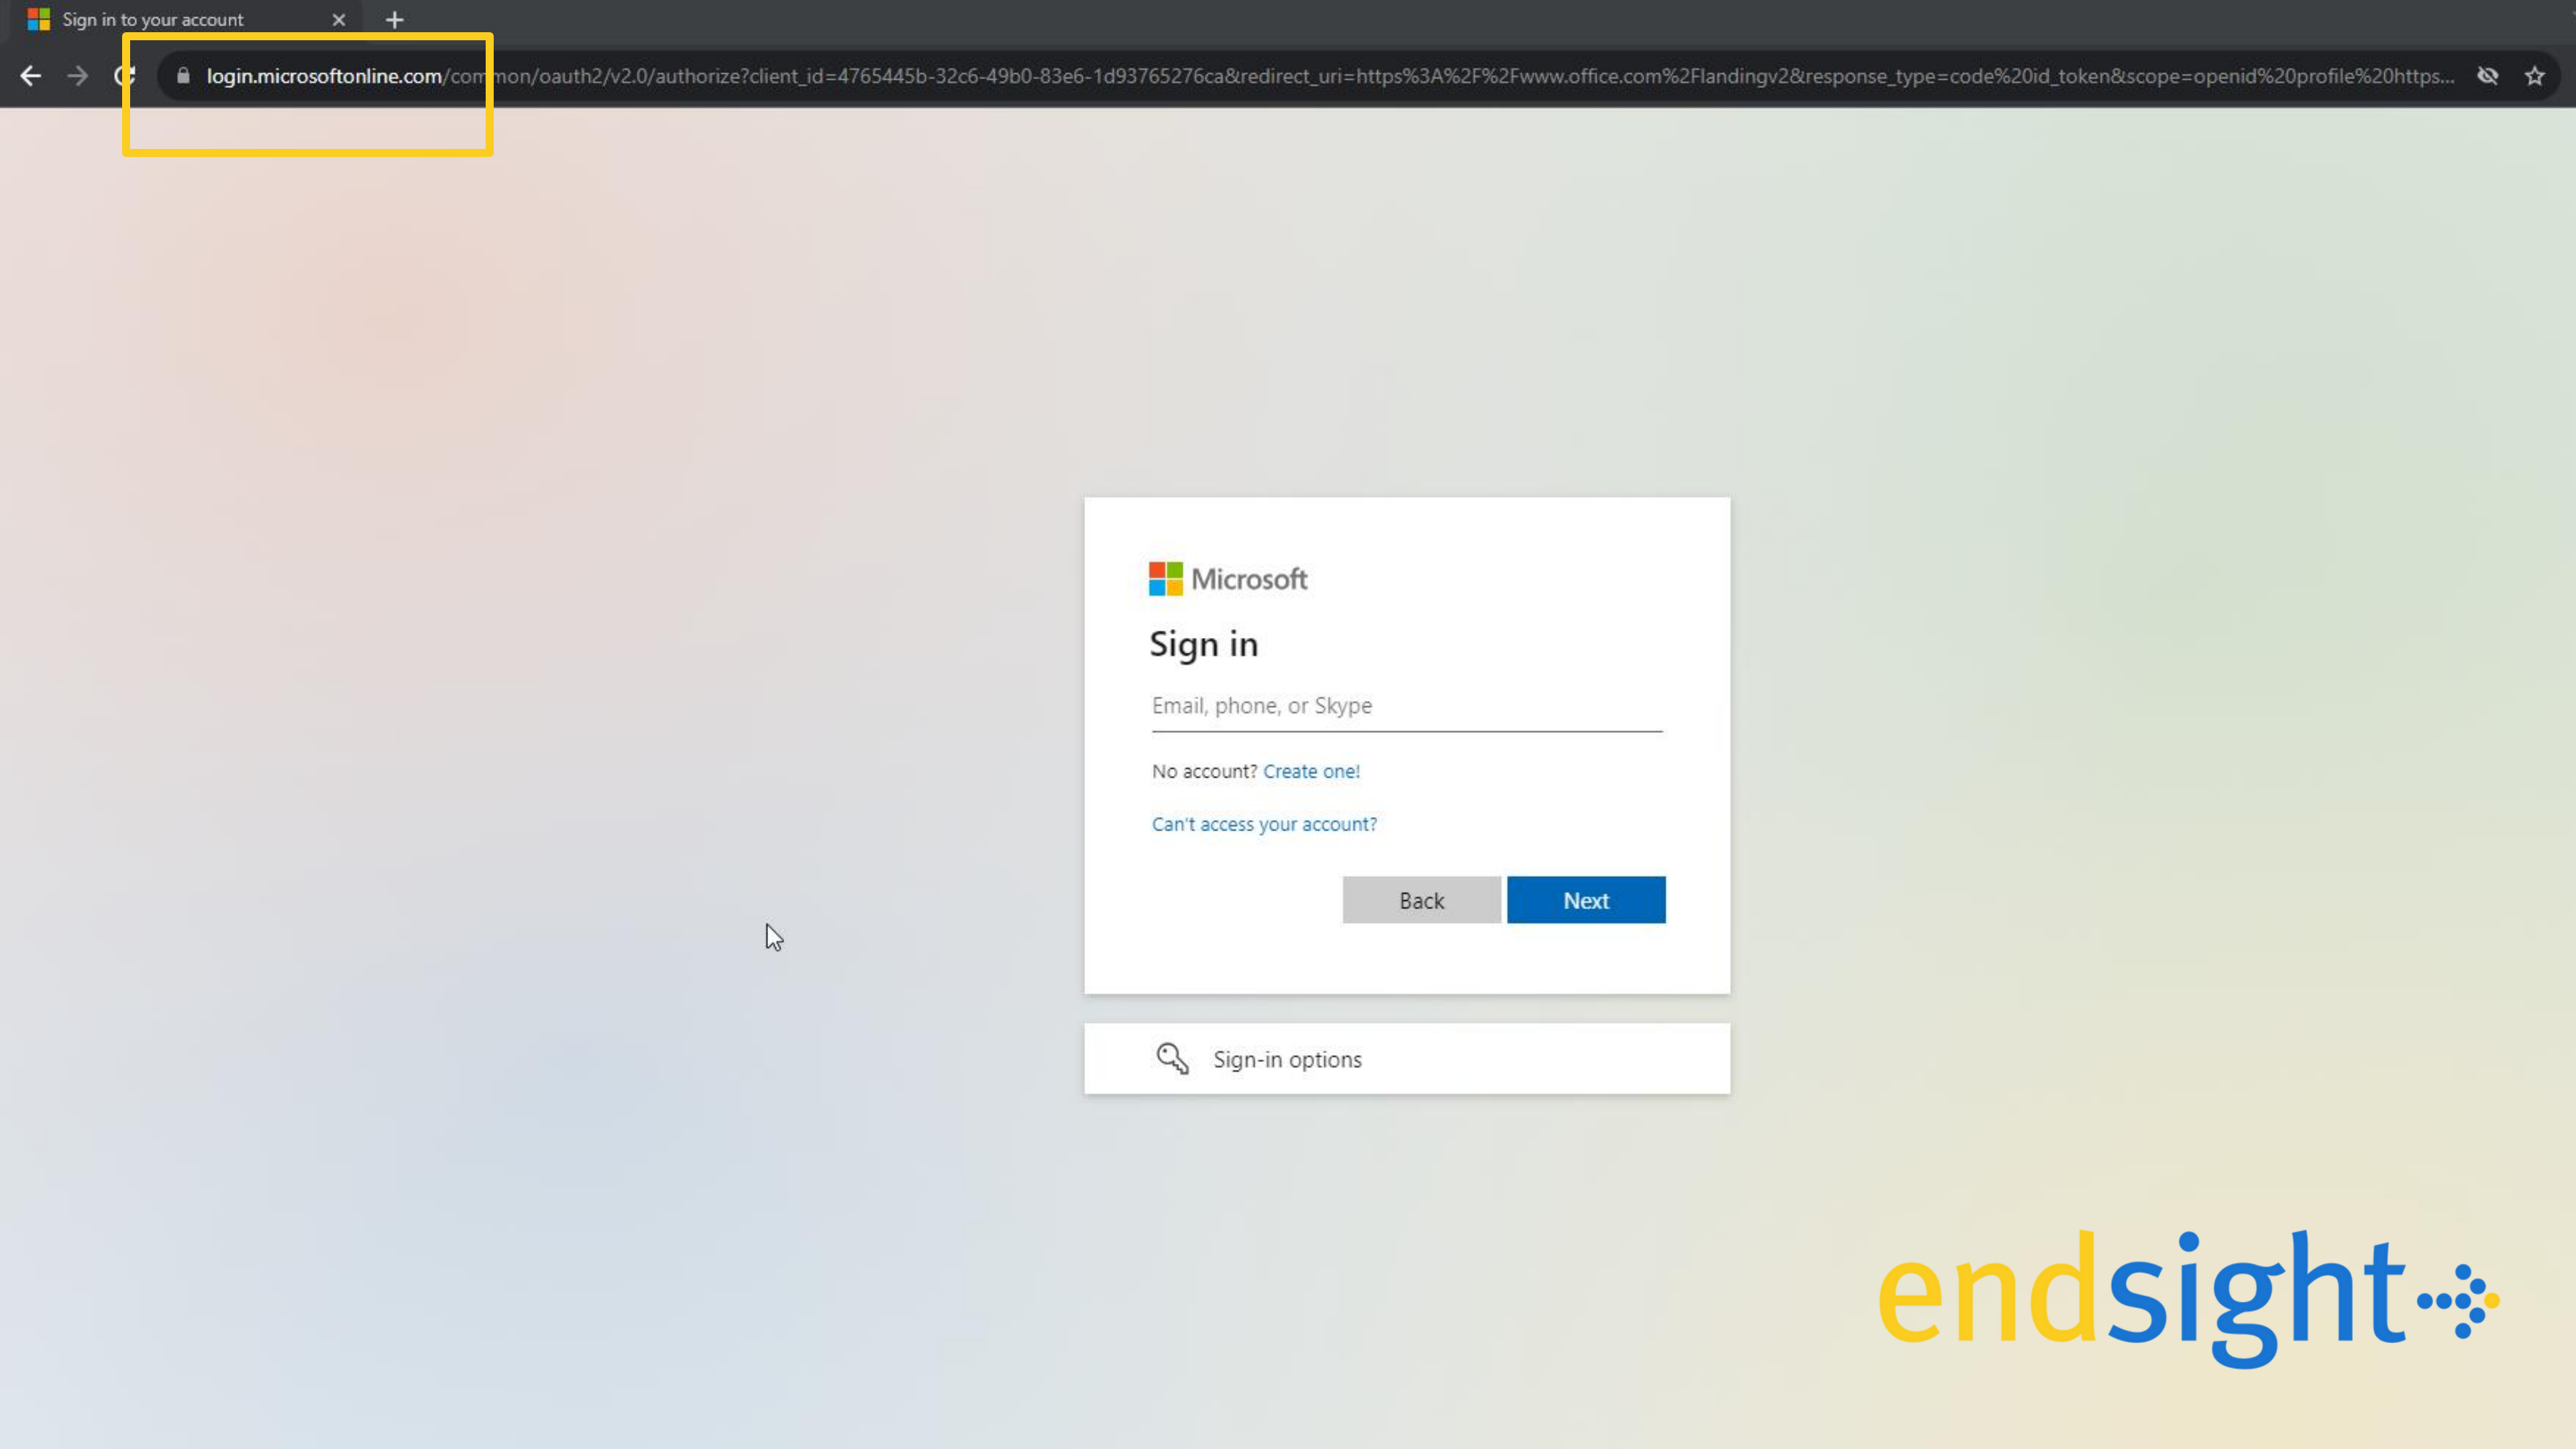 Sign in to your account
login.microsoftonline.com/common/oauth2/v2.0/authorize?client_id=4765445b-32c6-49b0-83e6-1d93765276ca&redirect_uri=https%3A%2F%2Fwww.office.com%2Flandingv2&response_type=code%20id_token&scope=openid%20profile%20https...
Microsoft
Sign in
Email, phone, or Skype
No account? Create one!
Can't access your account?
Back Next
Sign-in options
endsight